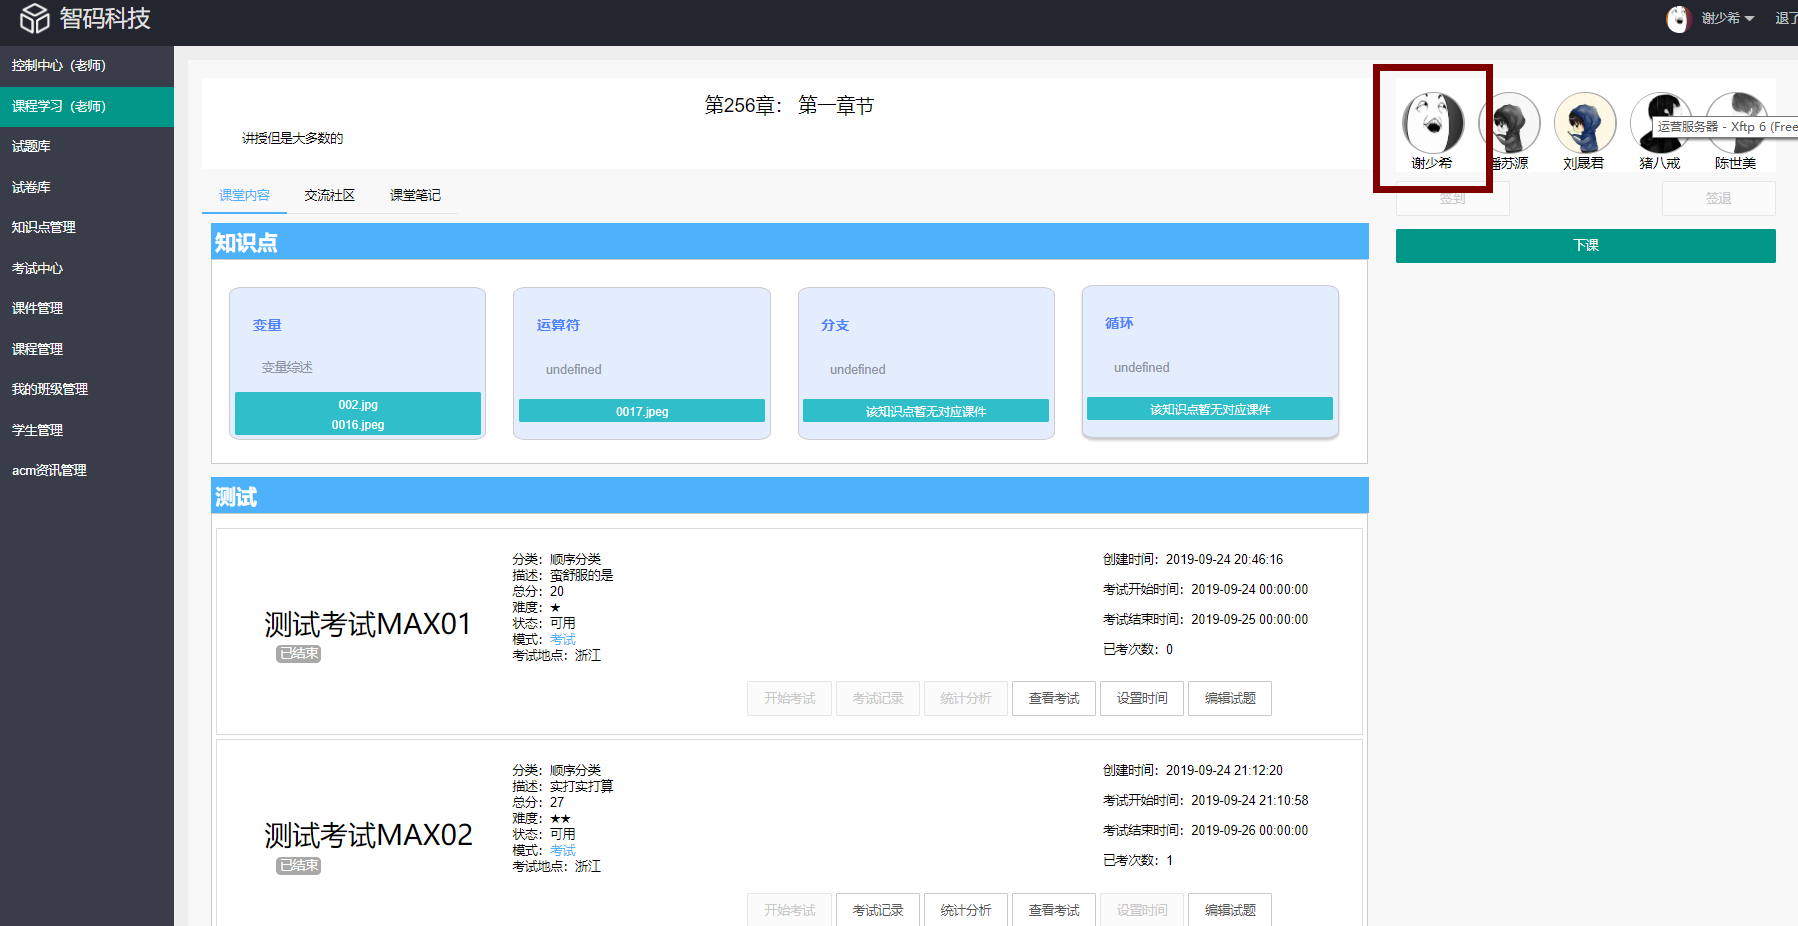 智码科技
谢少希
退了
控制中心（老师）
课程学习（老师）
试题库
试卷库
知识点管理
考试中心
课件管理
课程管理
我的班级管理
学生管理
acm资讯管理
第256章： 第一章节
讲授但是大多数的
课堂内容 交流社区 课堂笔记
知识点
变量
变量综述
002.jpg
0016.jpeg
运算符
undefined
0017.jpeg
分支
undefined
该知识点暂无对应课件
循环
undefined
该知识点暂无对应课件
测试
测试考试MAX01
已结束
分类：顺序分类
描述：蛮舒服的是
总分：20
难度：★
状态：可用
模式：考试
考试地点：浙江
创建时间：2019-09-24 20:46:16
考试开始时间：2019-09-24 00:00:00
考试结束时间：2019-09-25 00:00:00
已考次数：0
开始考试 考试记录 统计分析 查看考试 设置时间 编辑试题
测试考试MAX02
已结束
分类：顺序分类
描述：实打实打算
总分：27
难度：★★
状态：可用
模式：考试
考试地点：浙江
创建时间：2019-09-24 21:12:20
考试开始时间：2019-09-24 21:10:58
考试结束时间：2019-09-26 00:00:00
已考次数：1
开始考试 考试记录 统计分析 查看考试 设置时间 编辑试题
运营服务器 - Xftp 6 (Free
谢少希 潘苏源 刘晟君 猪八戒 陈世美
签到 签退
下课